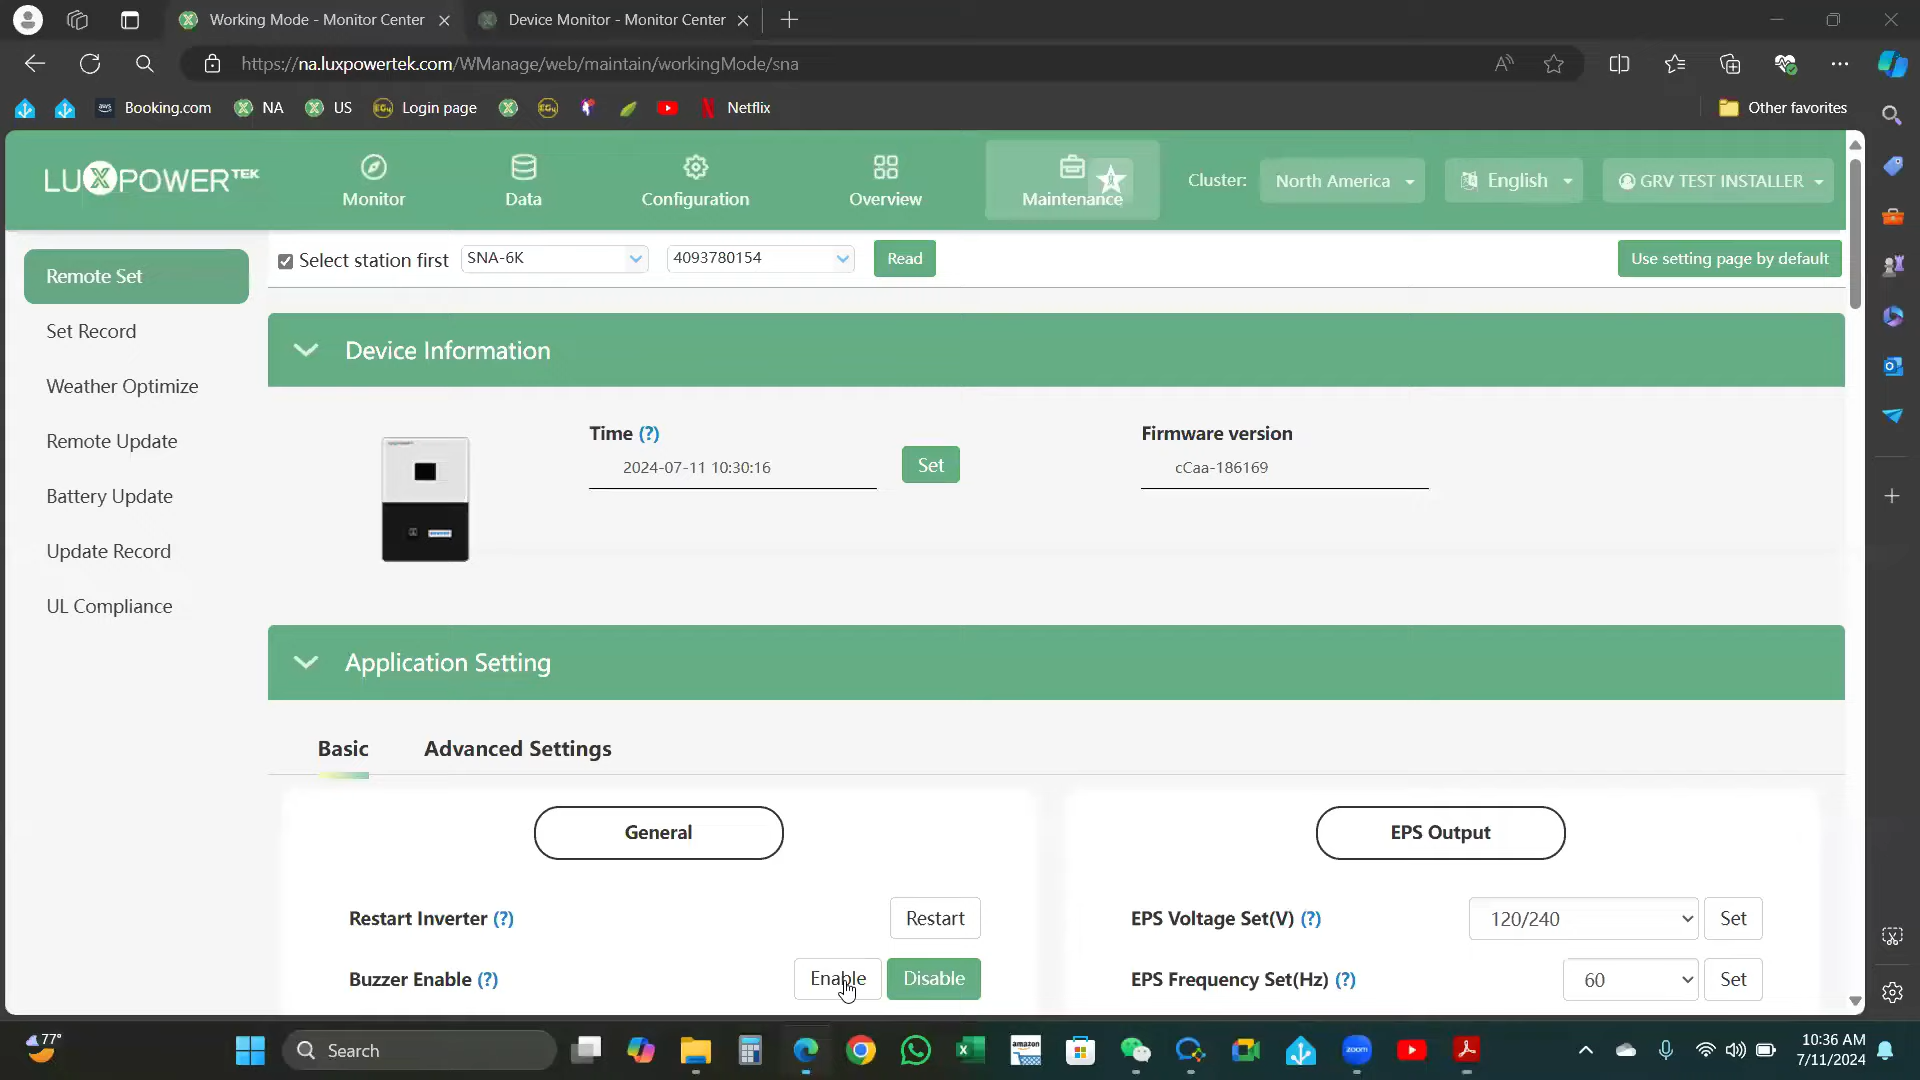 Working Mode - Monitor Center
Device Monitor - Monitor Center
https://na.luxpowertek.com/WManage/web/maintain/workingMode/sna
aws Booking.com NA US EG4 Login page EG4 Netflix
Other favorites
LUXPOWERTEK
Monitor
Data
Configuration
Overview
Maintenance
Cluster: North America
English
GRV TEST INSTALLER
Select station first SNA-6K 4093780154 Read
Use setting page by default
Remote Set
Set Record
Weather Optimize
Remote Update
Battery Update
Update Record
UL Compliance
Device Information
Time (?)
2024-07-11 10:30:16
Set
Firmware version
cCaa-186169
Application Setting
Basic Advanced Settings
General
Restart Inverter (?) Restart
Buzzer Enable (?) Enable Disable
EPS Output
EPS Voltage Set(V) (?) 120/240 Set
EPS Frequency Set(Hz) (?) 60 Set
77°
Search
amazon
zoom
10:36 AM
7/11/2024